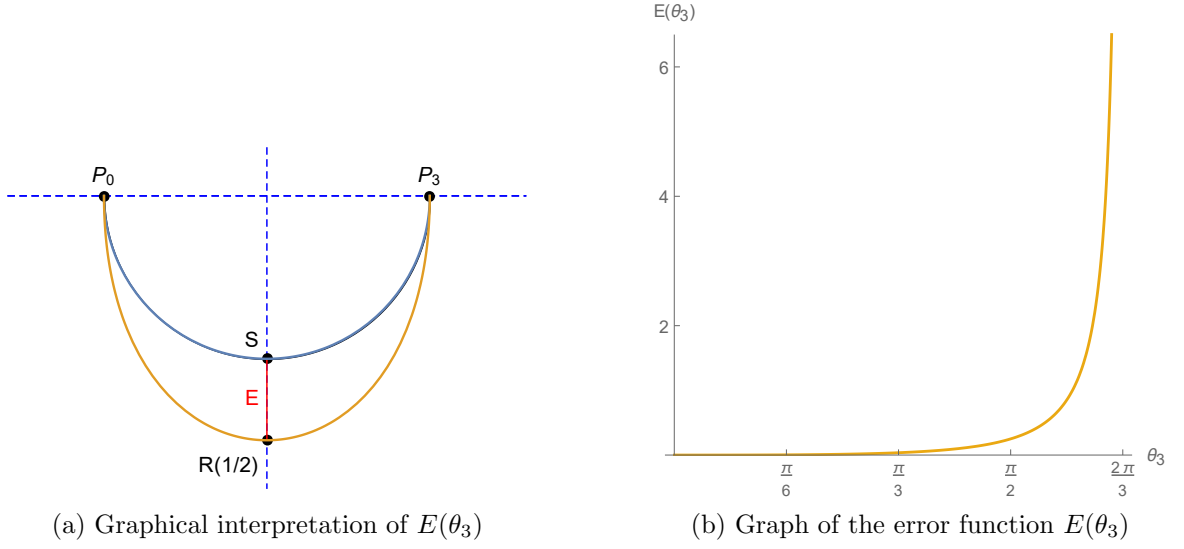 P₀
P₃
S
E
R(1/2)
(a) Graphical interpretation of E(θ₃)
E(θ₃)
6
4
2
π/6
π/3
π/2
2π/3
θ₃
(b) Graph of the error function E(θ₃)